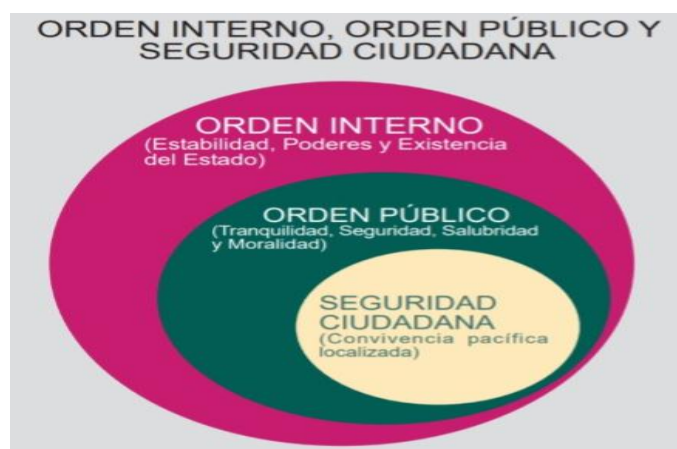 ORDEN INTERNO, ORDEN PÚBLICO Y
SEGURIDAD CIUDADANA
ORDEN INTERNO
(Estabilidad, Poderes y Existencia
del Estado)
ORDEN PÚBLICO
(Tranquilidad, Seguridad, Salubridad
y Moralidad)
SEGURIDAD
CIUDADANA
(Convivencia pacífica
localizada)